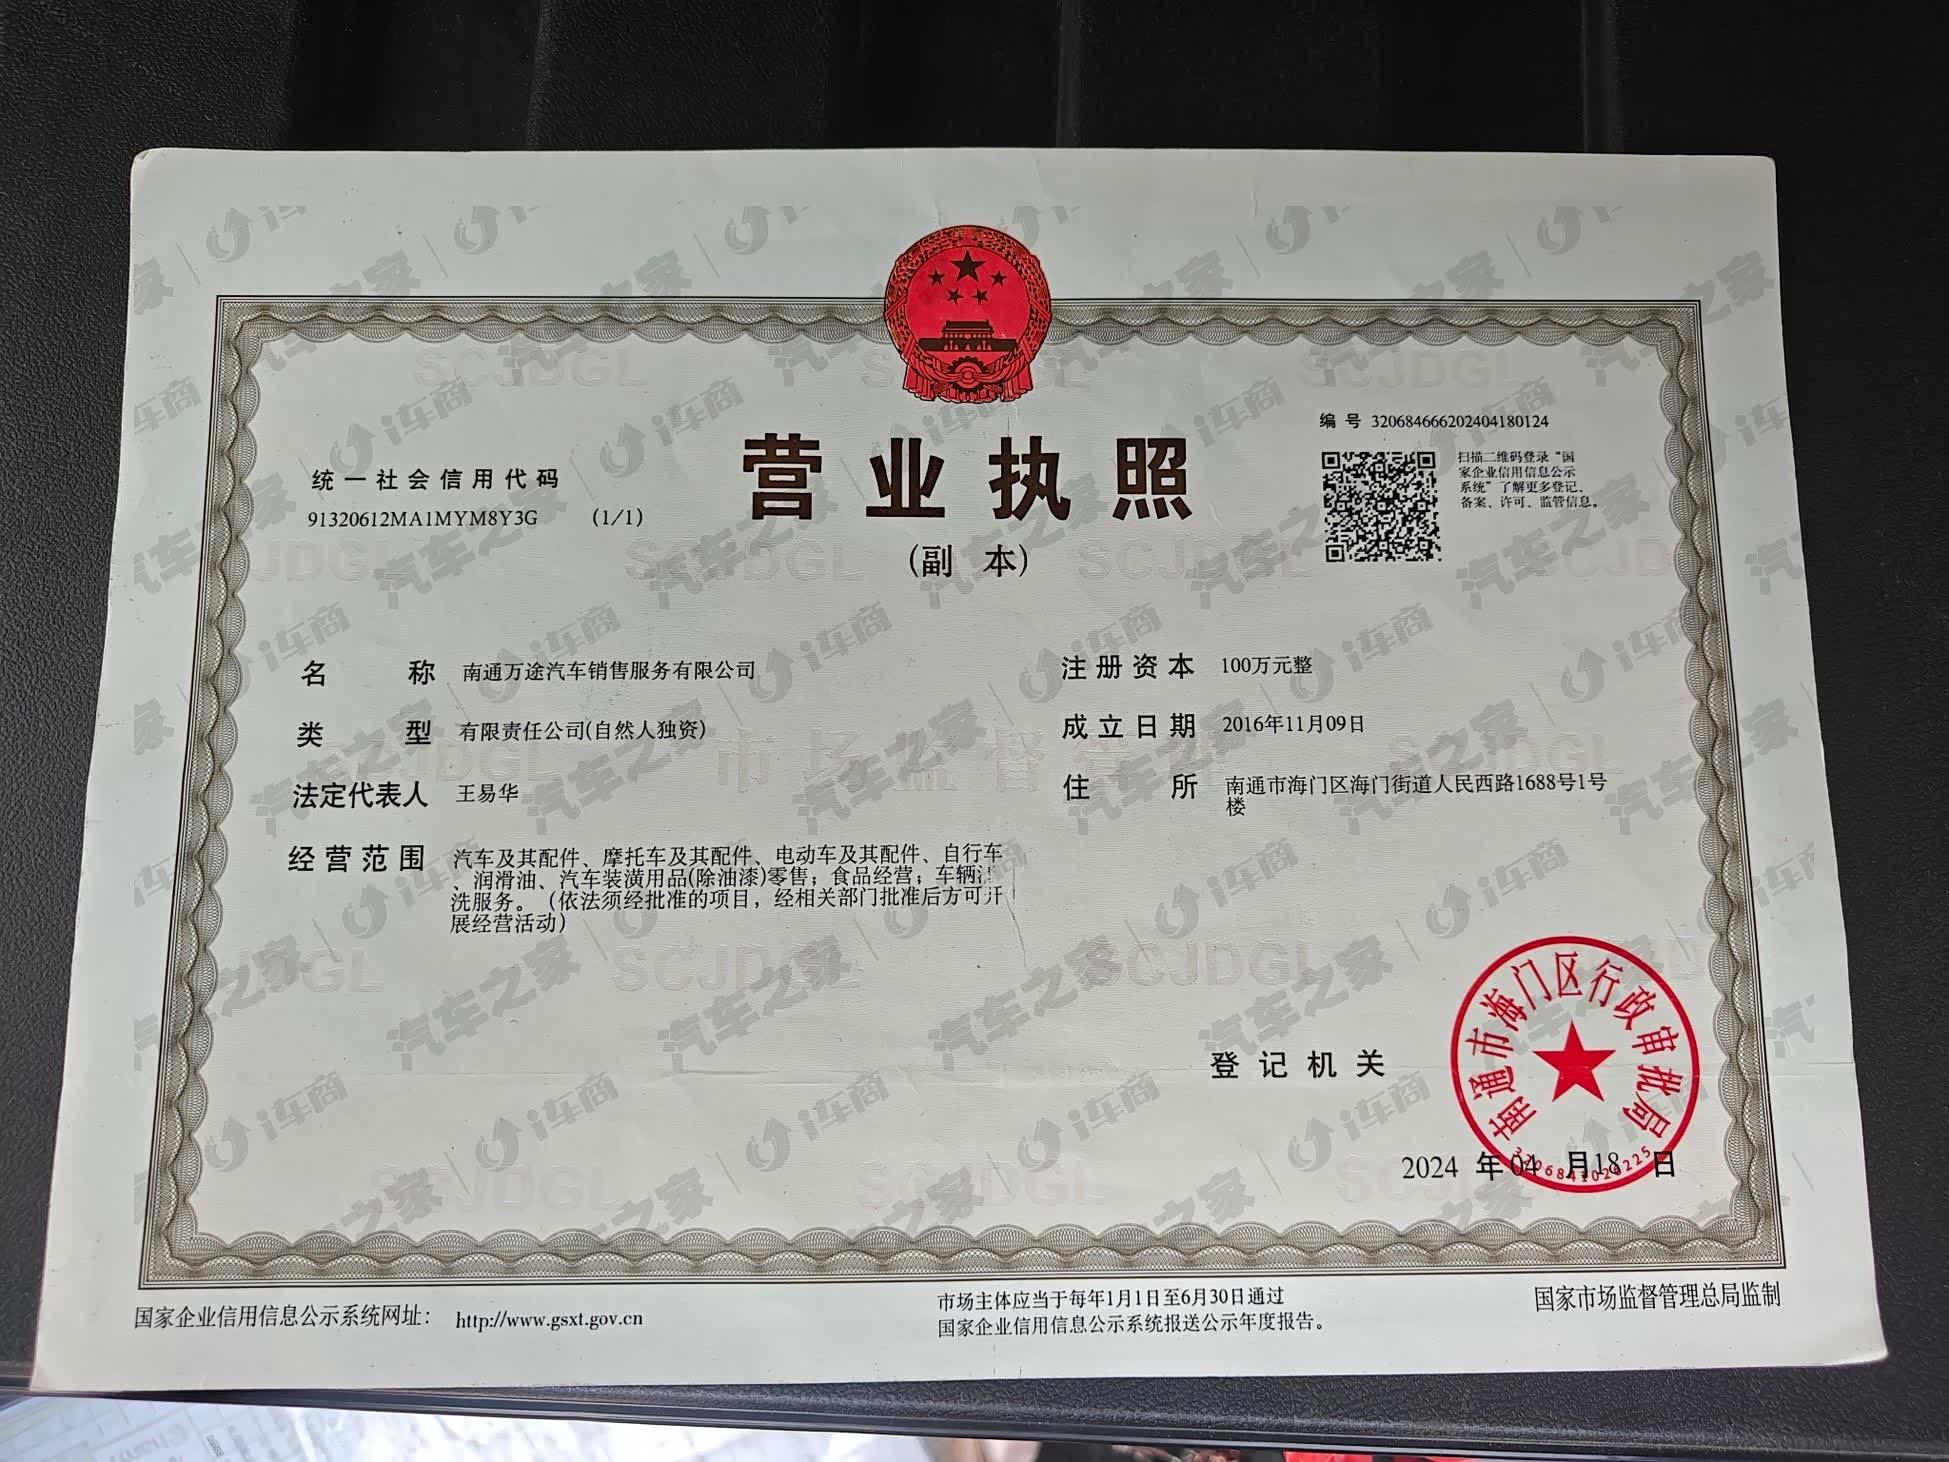 编号 320684666202404180124
统一社会信用代码
91320612MA1MYM8Y3G (1/1)
营业执照
(副 本)
扫描二维码登录“国
家企业信用信息公示
系统”了解更多登记、
备案、许可、监管信息。
名 称 南通万途汽车销售服务有限公司
类 型 有限责任公司(自然人独资)
法定代表人 王易华
经营范围 汽车及其配件、摩托车及其配件、电动车及其配件、自行车
、润滑油、汽车装潢用品(除油漆)零售；食品经营；车辆
洗服务。（依法须经批准的项目，经相关部门批准后方可开
展经营活动）
注册资本 100万元整
成立日期 2016年11月09日
住 所 南通市海门区海门街道人民西路1688号1号
楼
登记机关
南通市海门区行政审批局
2024 年 04 月 18 日
国家企业信用信息公示系统网址： http://www.gsxt.gov.cn
市场主体应当于每年1月1日至6月30日通过
国家企业信用信息公示系统报送公示年度报告。
国家市场监督管理总局监制
SCJDGL
市场监督管
汽车之家
i车商